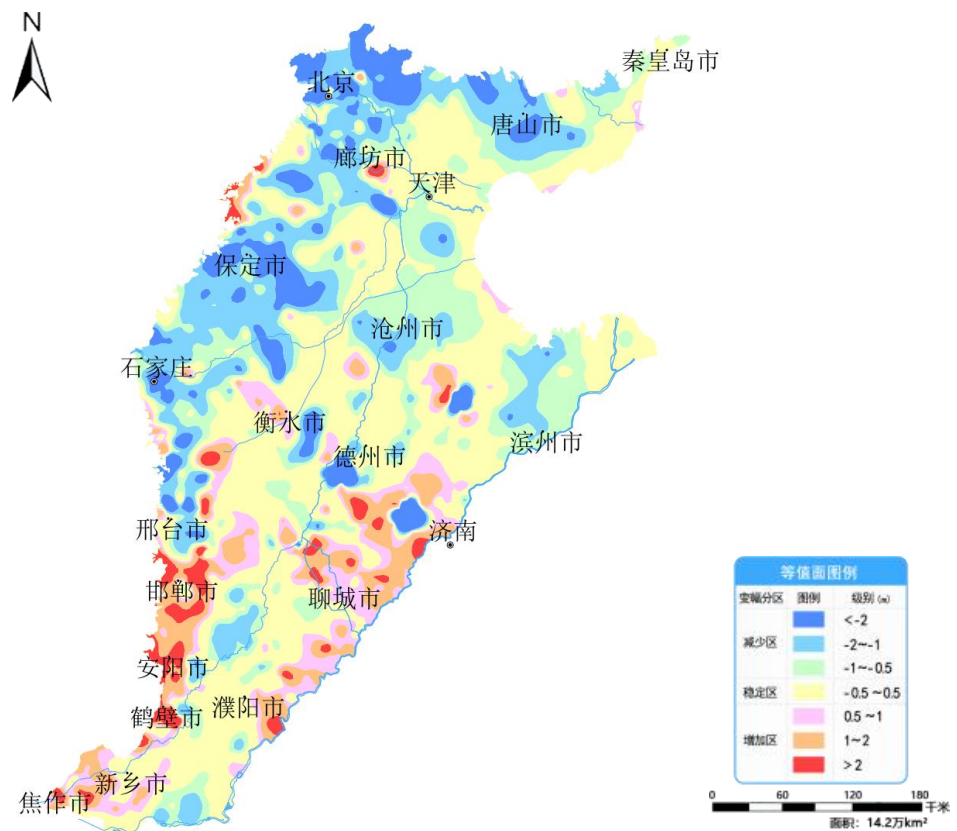 N
秦皇岛市
北京
唐山市
廊坊市
天津
保定市
沧州市
石家庄
衡水市
滨州市
德州市
邢台市
济南
邯郸市
聊城市
安阳市
濮阳市
鹤壁市
新乡市
焦作市
等值面图例
变幅分区 图例 级别 (m)
<-2
减少区 -2~-1
-1~-0.5
稳定区 -0.5~0.5
0.5~1
增加区 1~2
>2
0 60 120 180
千米
面积：14.2万km²